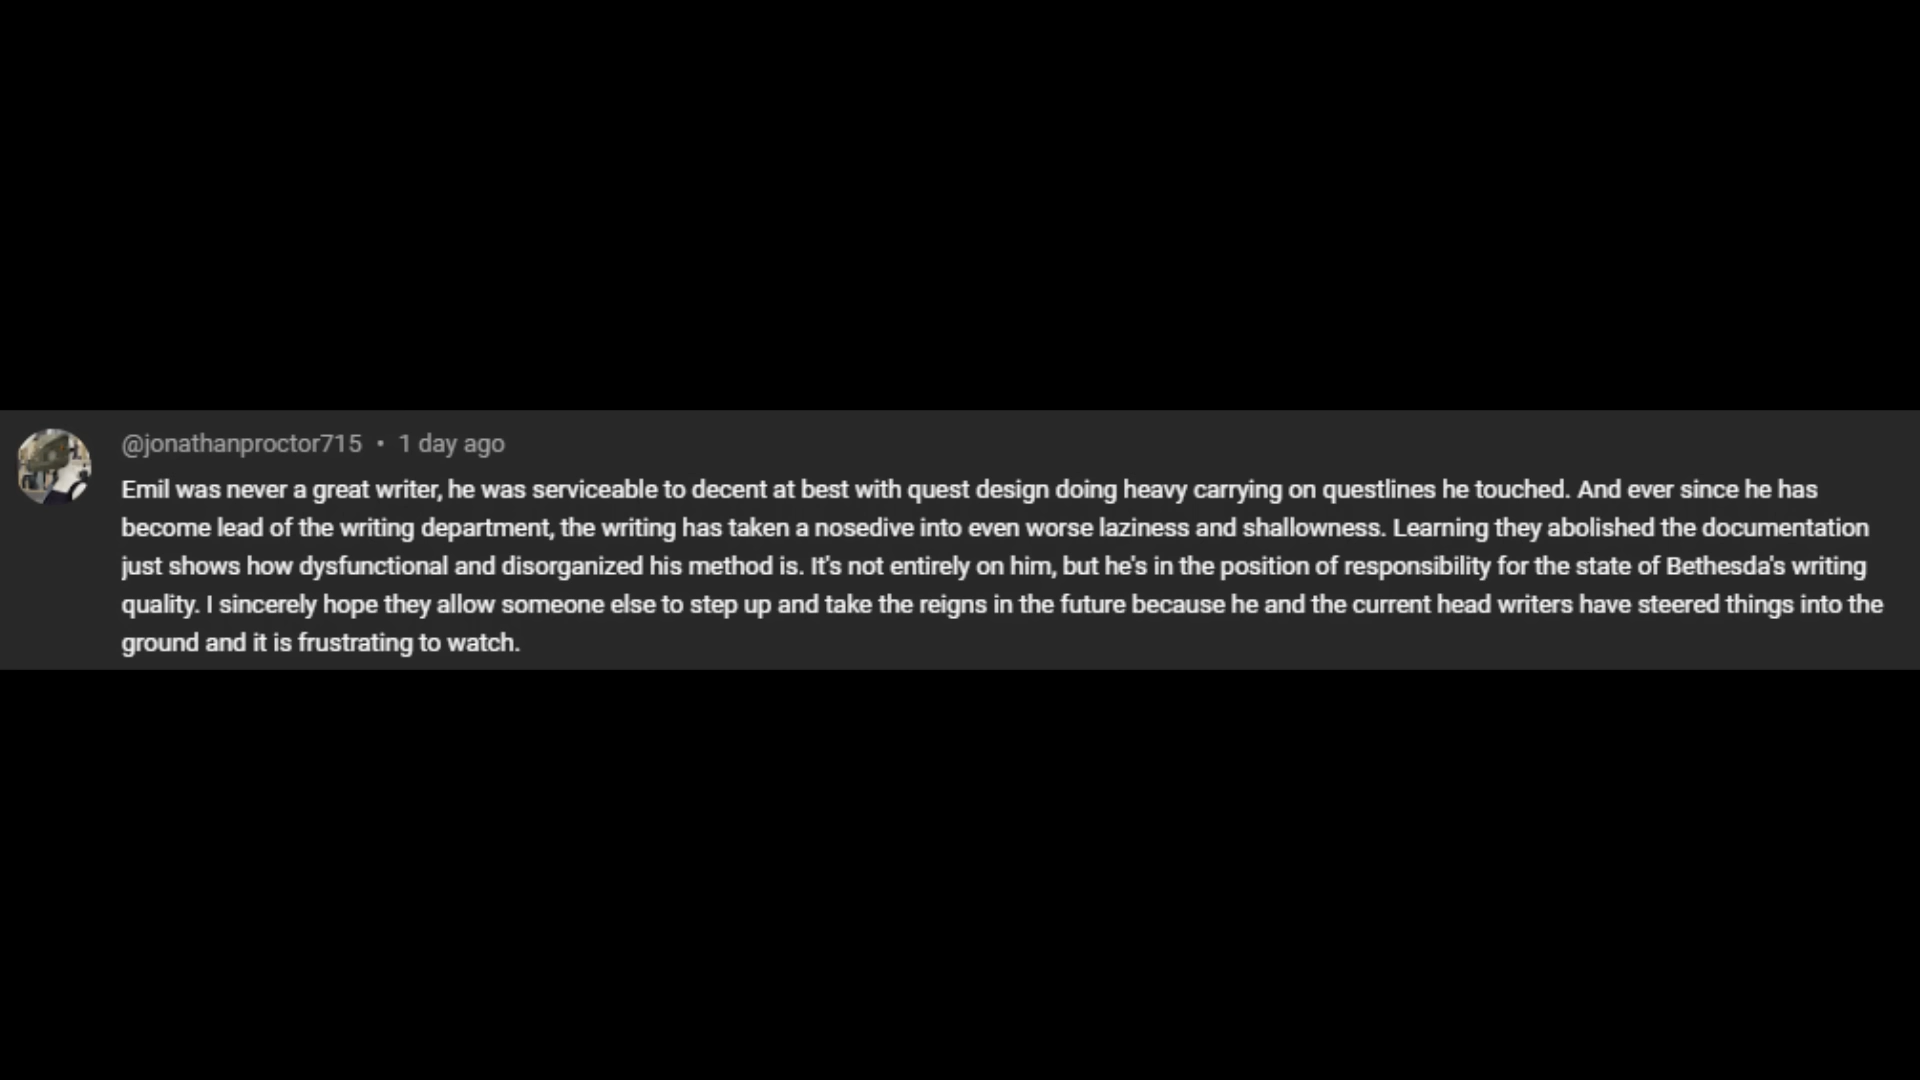 @jonathanproctor715 • 1 day ago
Emil was never a great writer, he was serviceable to decent at best with quest design doing heavy carrying on questlines he touched. And ever since he has
become lead of the writing department, the writing has taken a nosedive into even worse laziness and shallowness. Learning they abolished the documentation
just shows how dysfunctional and disorganized his method is. It's not entirely on him, but he's in the position of responsibility for the state of Bethesda's writing
quality. I sincerely hope they allow someone else to step up and take the reigns in the future because he and the current head writers have steered things into the
ground and it is frustrating to watch.